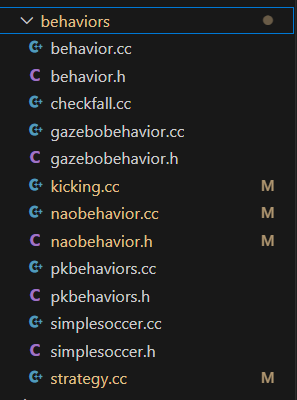 behaviors
C++ behavior.cc
C behavior.h
C++ checkfall.cc
C++ gazebobehavior.cc
C gazebobehavior.h
C++ kicking.cc M
C++ naobehavior.cc M
C naobehavior.h M
C++ pkbehaviors.cc
C pkbehaviors.h
C++ simplesoccer.cc
C simplesoccer.h
C++ strategy.cc M